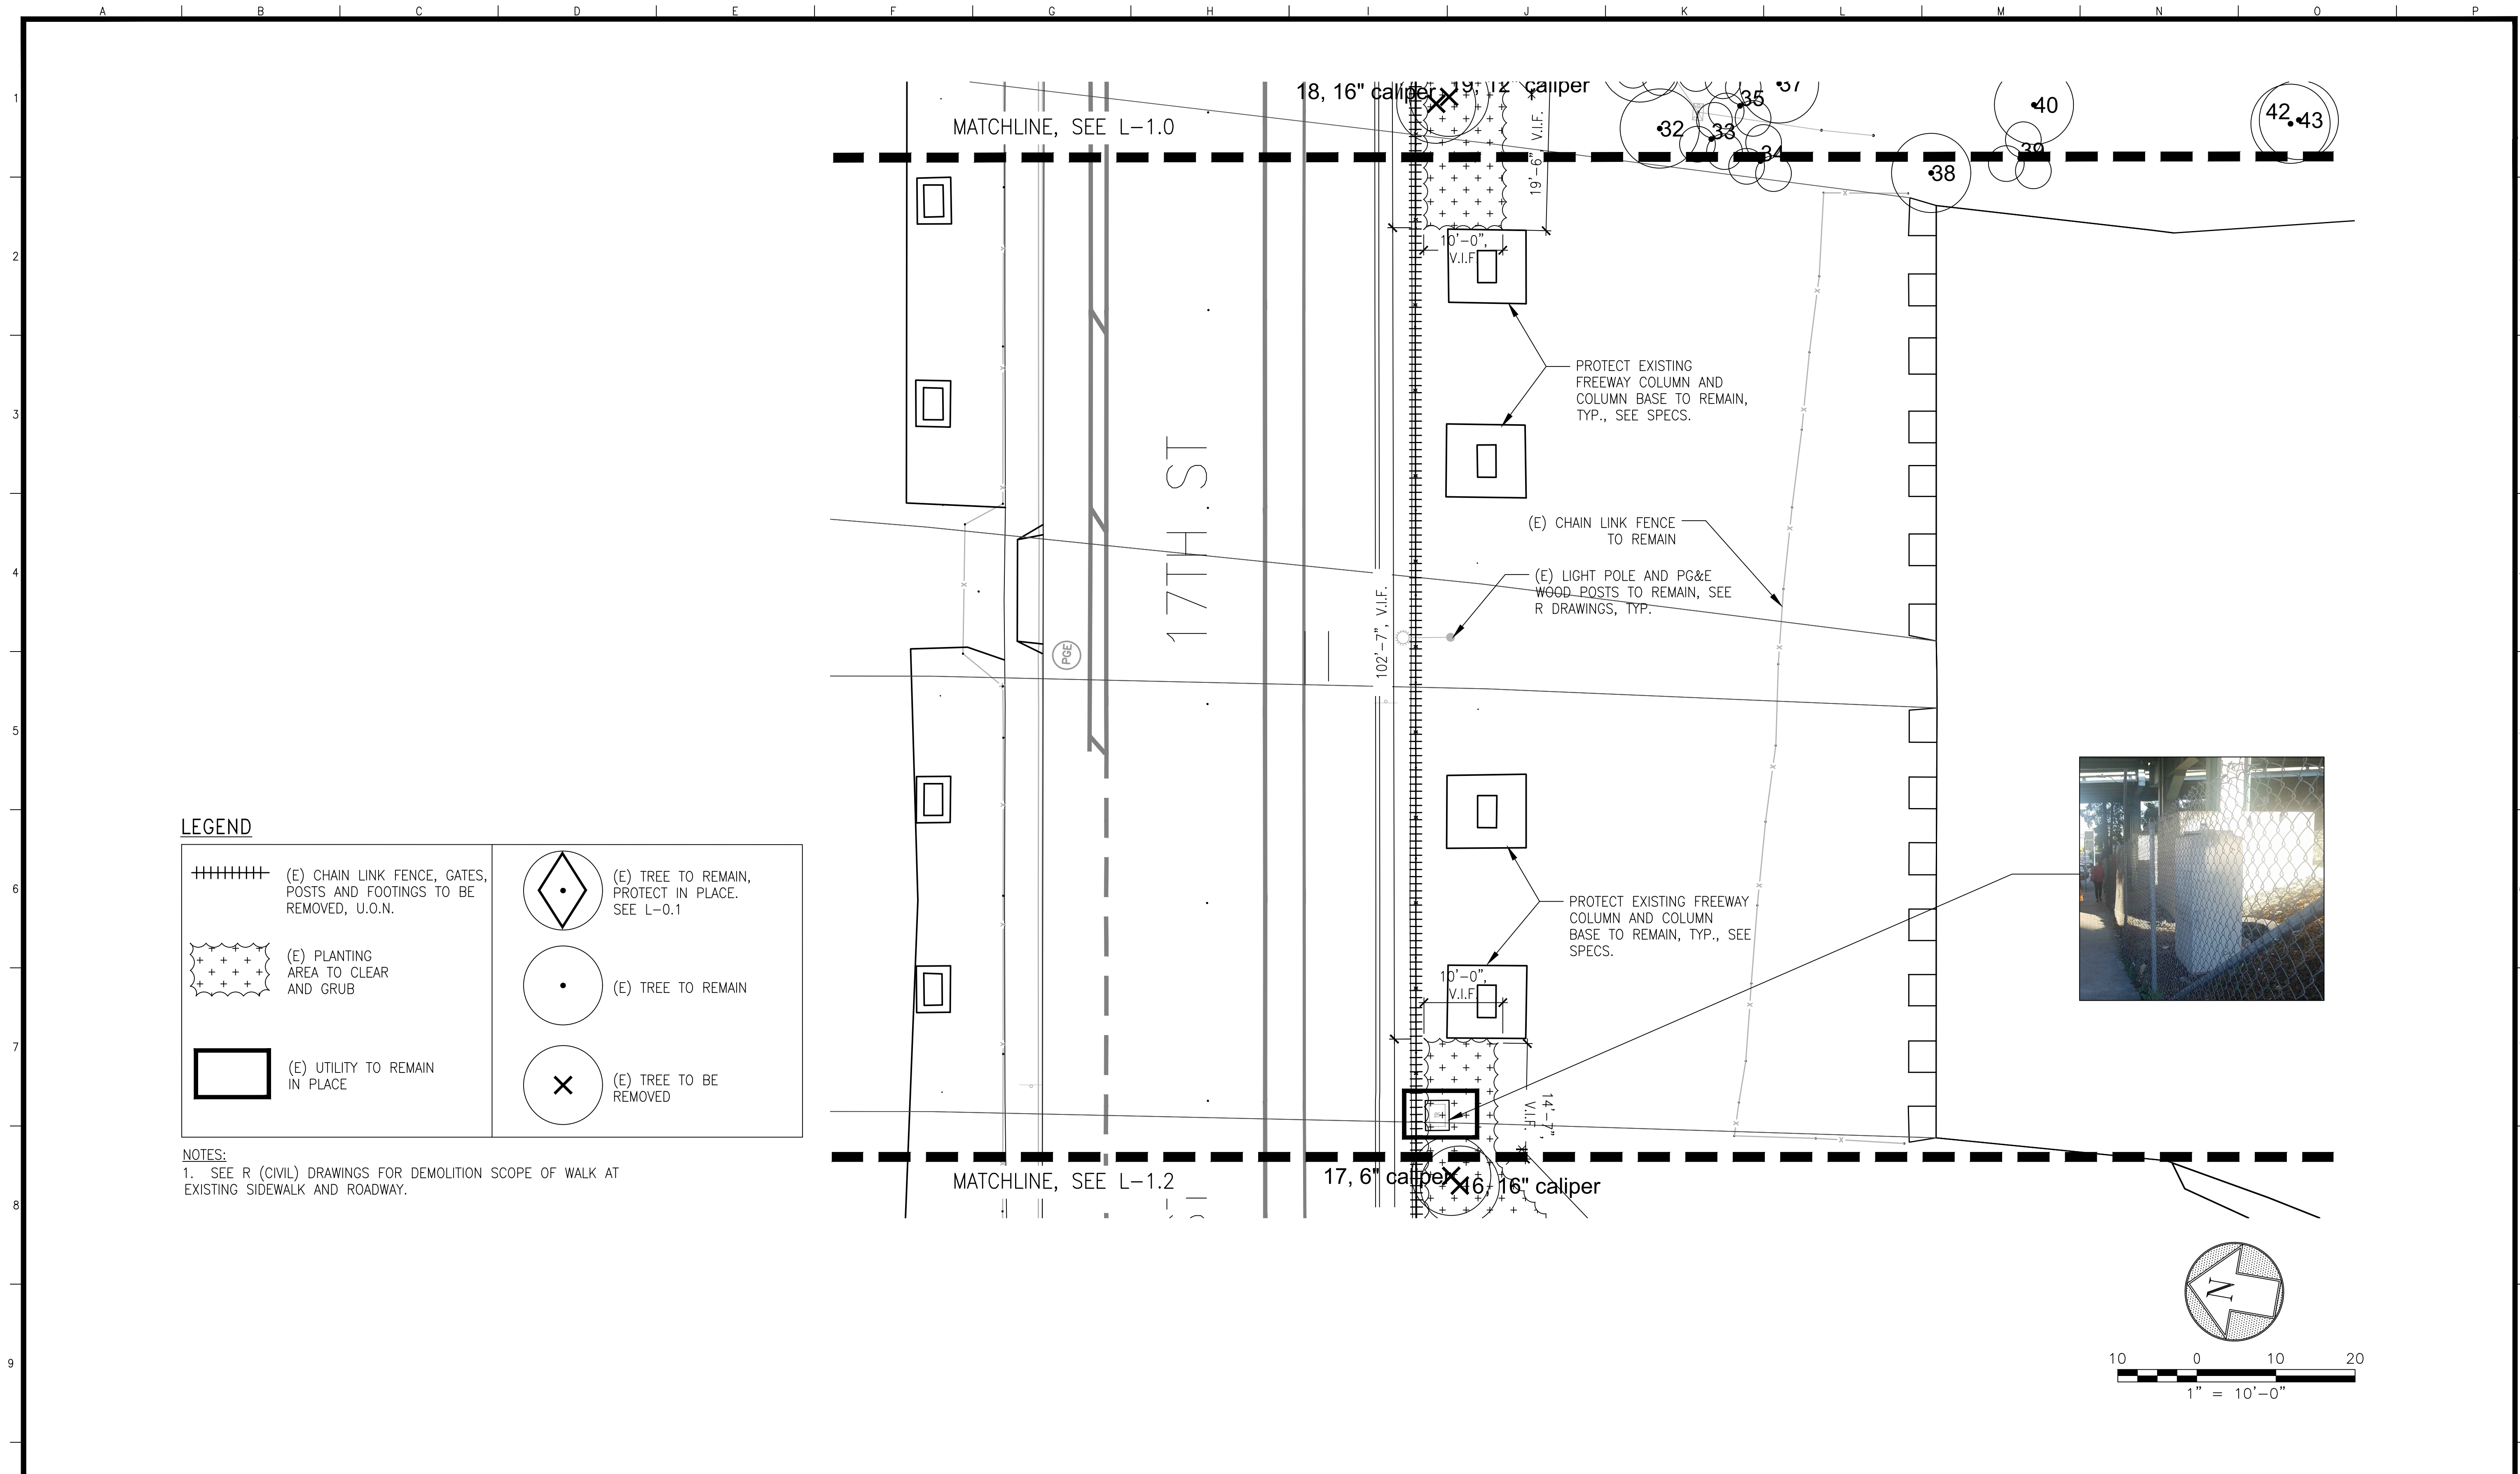 A B C D E F G H I J K L M N O P
1
2
3
4
5
6
7
8
9
18, 16" caliper
19, 12" caliper
MATCHLINE, SEE L-1.0
32
33
34
35
37
38
39
40
42
43
19'-6" V.I.F.
10'-0",
V.I.F.
PROTECT EXISTING
FREEWAY COLUMN AND
COLUMN BASE TO REMAIN,
TYP., SEE SPECS.
17TH.ST
(E) CHAIN LINK FENCE
TO REMAIN
(E) LIGHT POLE AND PG&E
WOOD POSTS TO REMAIN, SEE
R DRAWINGS, TYP.
102'-7", V.I.F.
PGE
PROTECT EXISTING FREEWAY
COLUMN AND COLUMN
BASE TO REMAIN, TYP., SEE
SPECS.
10'-0",
V.I.F.
14'-7",
V.I.F.
MATCHLINE, SEE L-1.2
17, 6" caliper
16, 16" caliper
LEGEND
(E) CHAIN LINK FENCE, GATES,
POSTS AND FOOTINGS TO BE
REMOVED, U.O.N.
(E) PLANTING
AREA TO CLEAR
AND GRUB
(E) UTILITY TO REMAIN
IN PLACE
(E) TREE TO REMAIN,
PROTECT IN PLACE.
SEE L-0.1
(E) TREE TO REMAIN
(E) TREE TO BE
REMOVED
NOTES:
1. SEE R (CIVIL) DRAWINGS FOR DEMOLITION SCOPE OF WALK AT
EXISTING SIDEWALK AND ROADWAY.
N
10 0 10 20
1" = 10'-0"